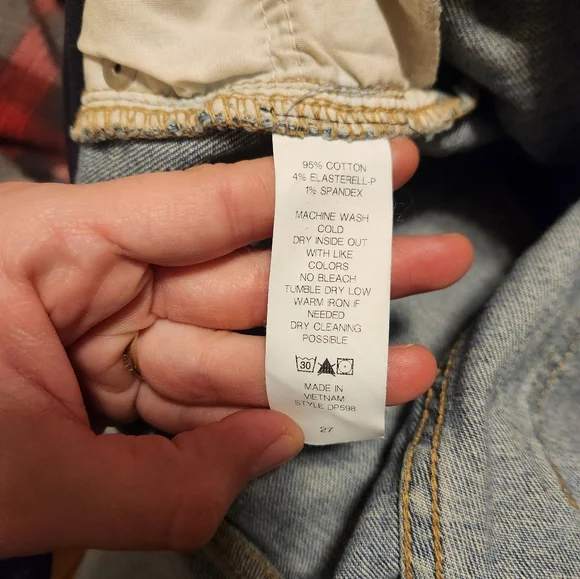 95% COTTON
4% ELASTERELL-P
1% SPANDEX
MACHINE WASH
COLD
DRY INSIDE OUT
WITH LIKE
COLORS
NO BLEACH
TUMBLE DRY LOW
WARM IRON IF
NEEDED
DRY CLEANING
POSSIBLE
30
MADE IN
VIETNAM
STYLE DP598
27